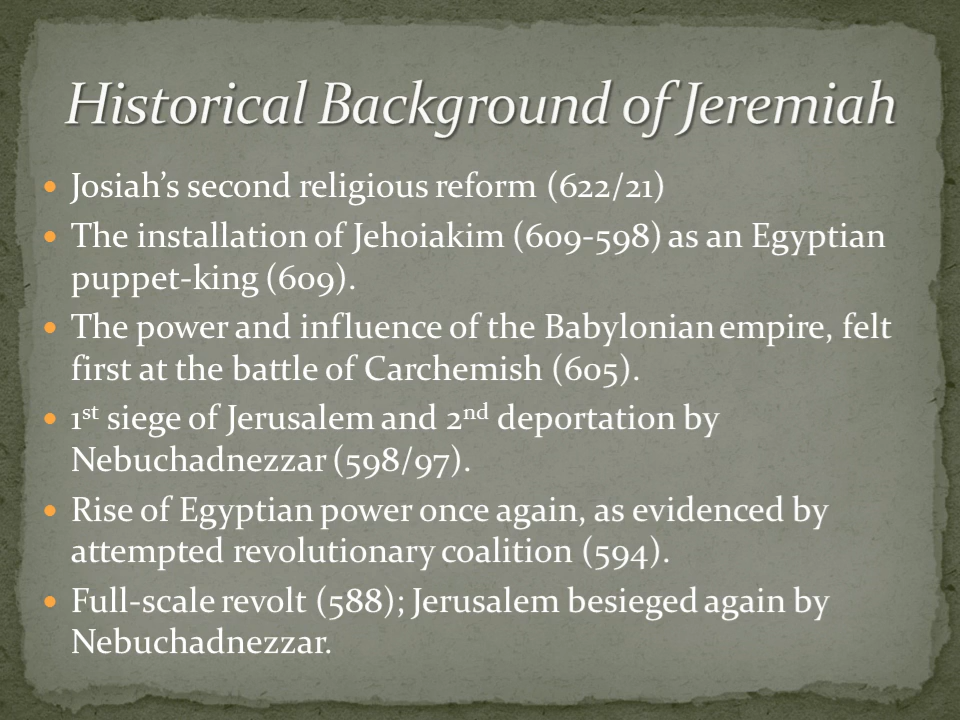 Historical Background of Jeremiah
• Josiah's second religious reform (622/21)
• The installation of Jehoiakim (609-598) as an Egyptian
puppet-king (609).
• The power and influence of the Babylonian empire, felt
first at the battle of Carchemish (605).
• 1st siege of Jerusalem and 2nd deportation by
Nebuchadnezzar (598/97).
• Rise of Egyptian power once again, as evidenced by
attempted revolutionary coalition (594).
• Full-scale revolt (588); Jerusalem besieged again by
Nebuchadnezzar.